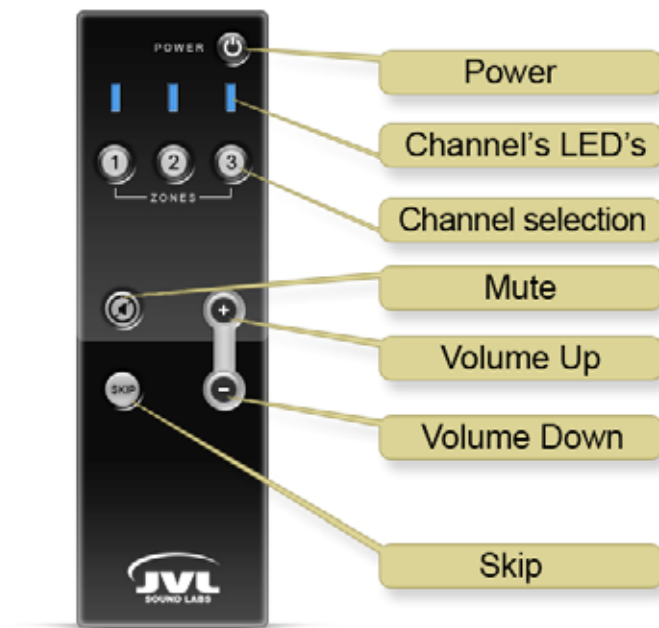 POWER
Power
Channel's LED's
1 2 3
ZONES
Channel selection
Mute
+
Volume Up
SKIP
-
Volume Down
Skip
JVL
SOUND LABS